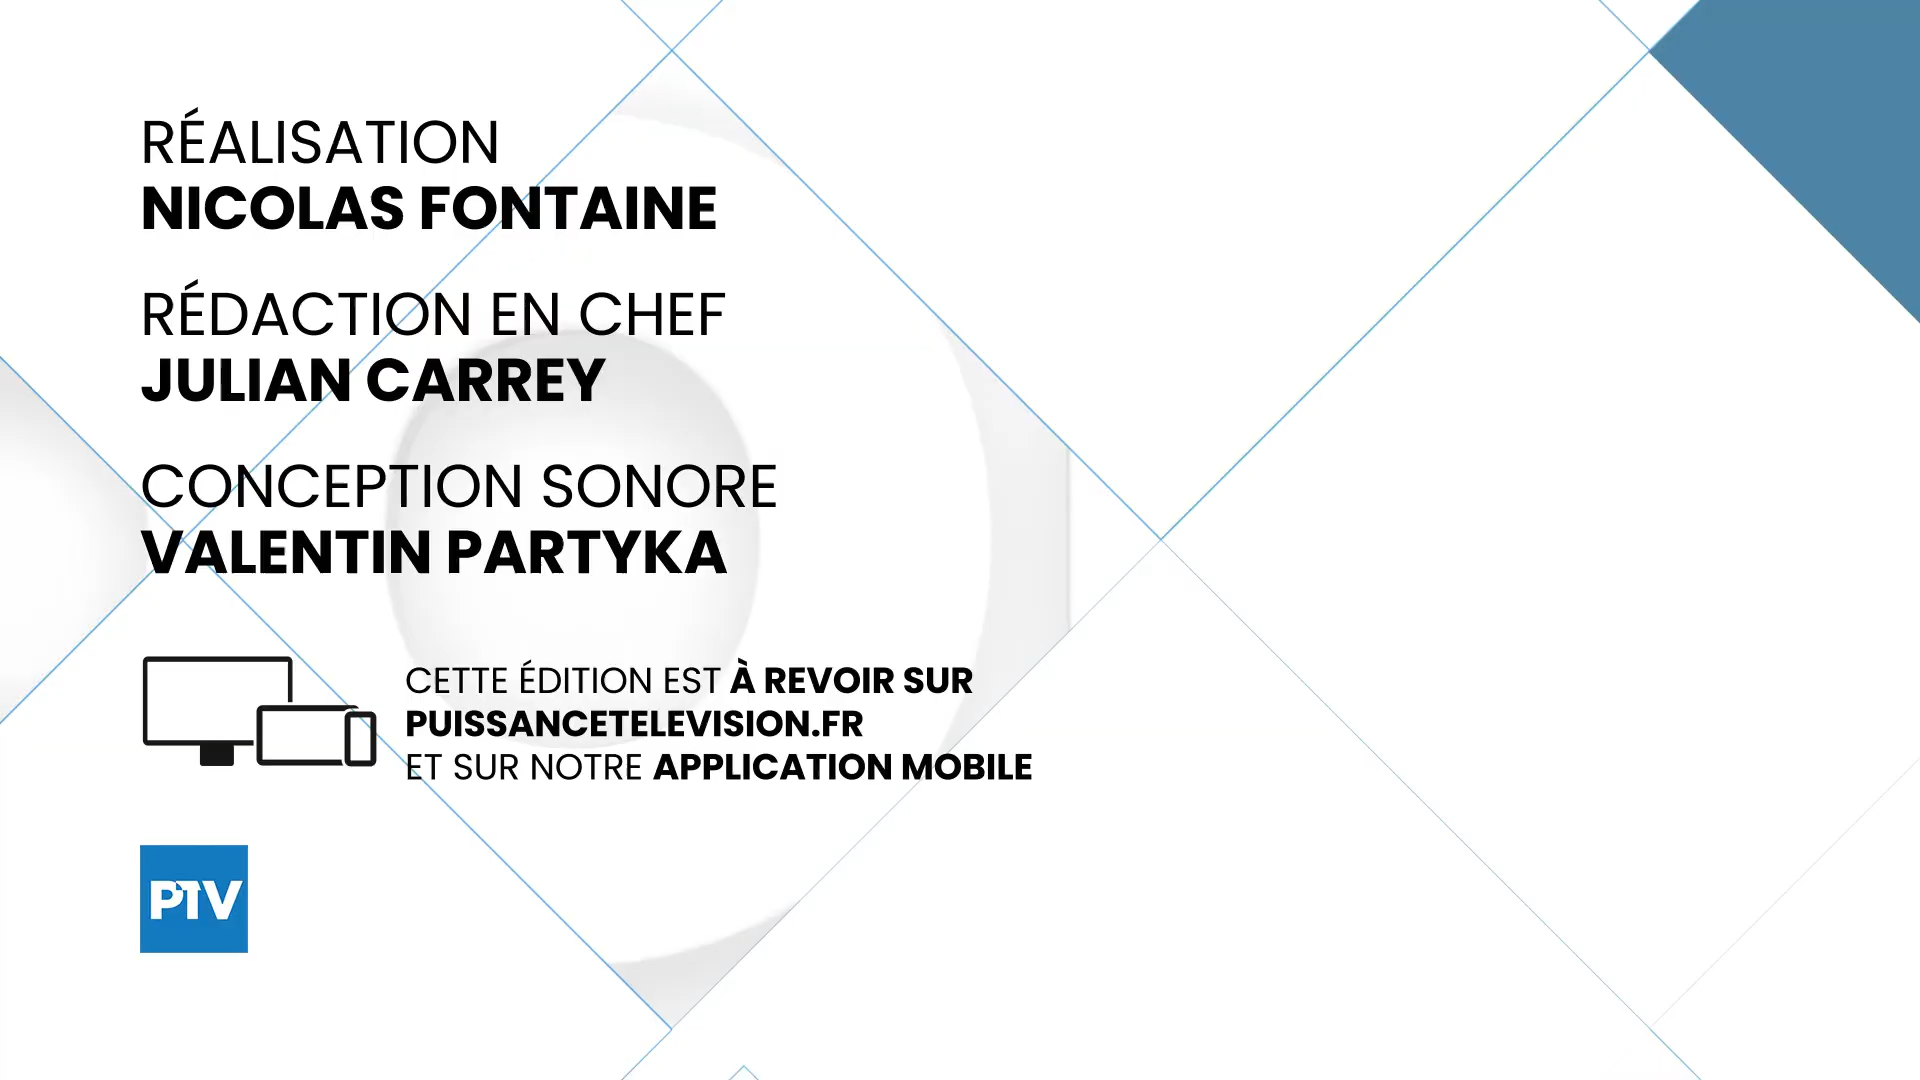 RÉALISATION
NICOLAS FONTAINE
RÉDACTION EN CHEF
JULIAN CARREY
CONCEPTION SONORE
VALENTIN PARTYKA
CETTE ÉDITION EST À REVOIR SUR
PUISSANCETELEVISION.FR
ET SUR NOTRE APPLICATION MOBILE
PTV